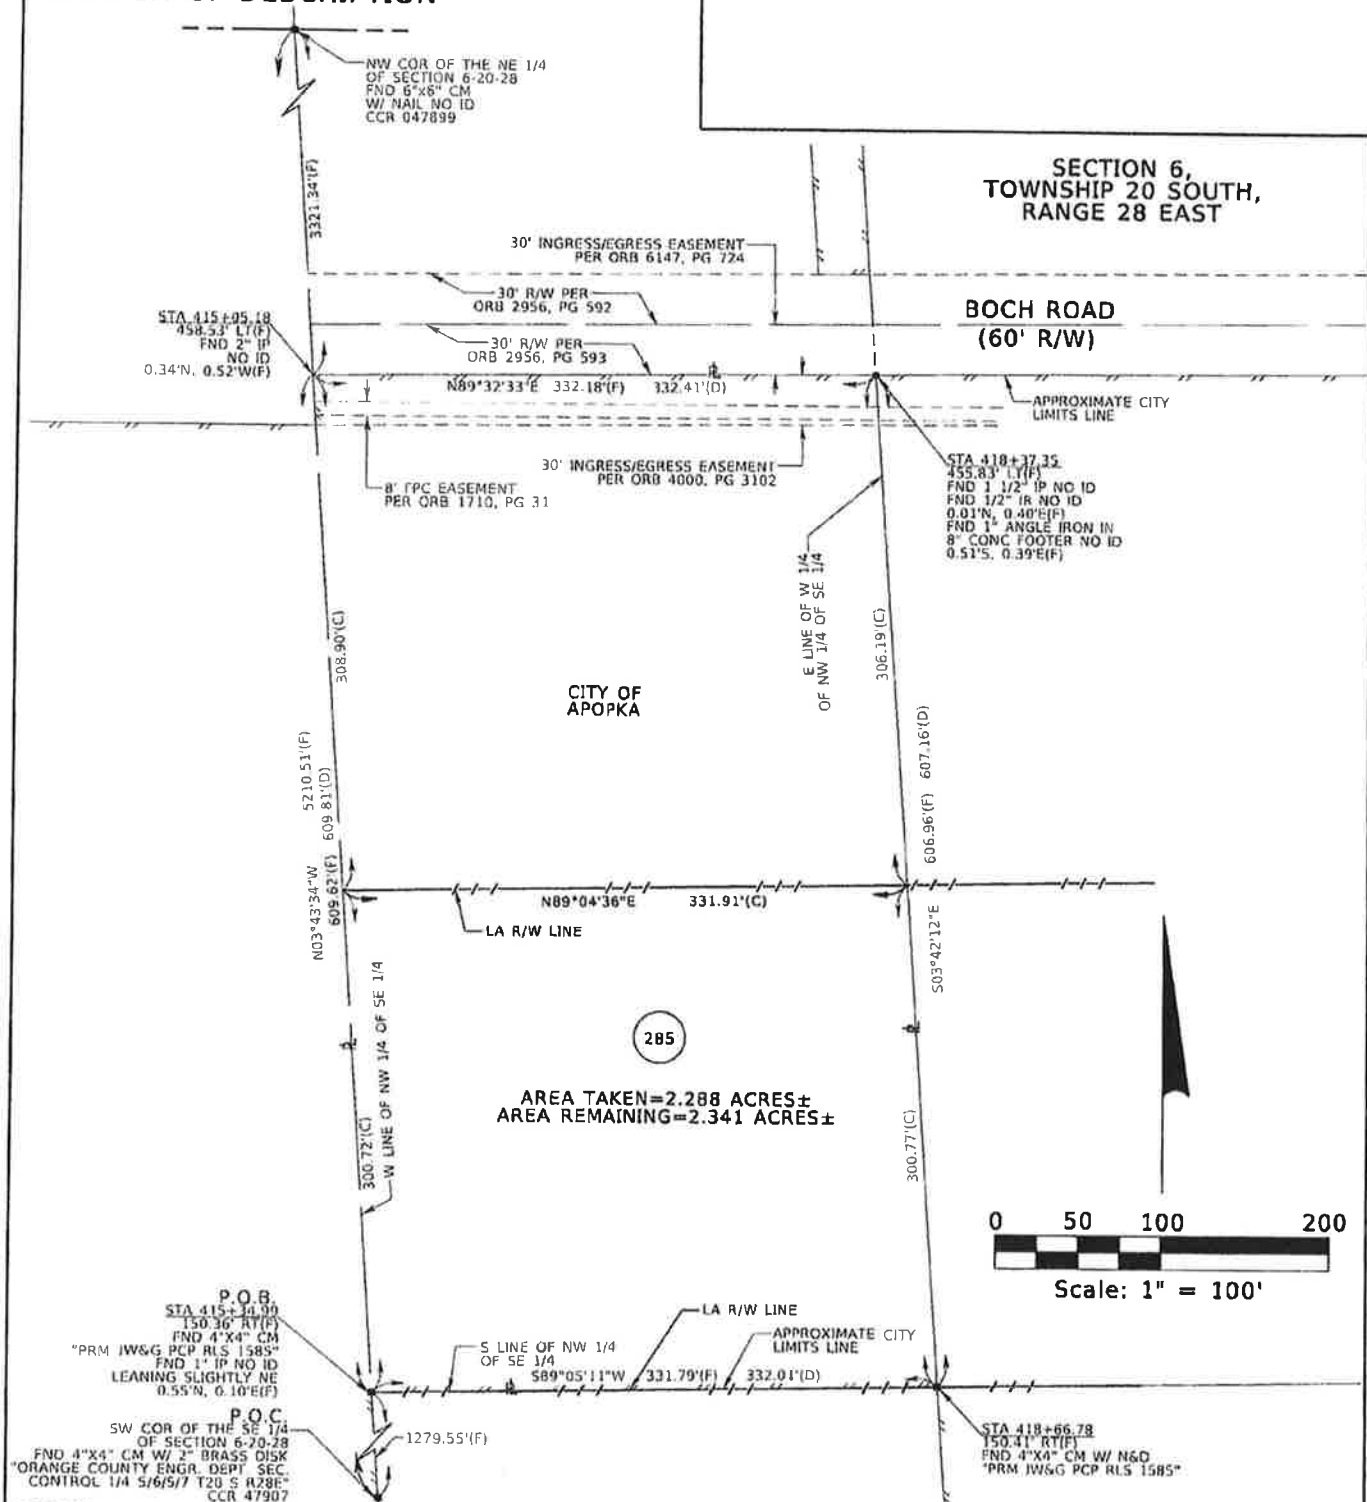 NW COR OF THE NE 1/4
OF SECTION 6-20-28
FND 6"x6" CM
W/ NAIL NO ID
CCR 047899
3321.34'(F)
SECTION 6,
TOWNSHIP 20 SOUTH,
RANGE 28 EAST
30' INGRESS/EGRESS EASEMENT
PER ORB 6147, PG 724
30' R/W PER
ORB 2956, PG 592
BOCH ROAD
(60' R/W)
STA 415+05.18
458.53' LT(F)
FND 2" IP
NO ID
0.34'N, 0.52'W(F)
30' R/W PER
ORB 2956, PG 593
N89°32'33"E 332.18'(F) 332.41'(D)
APPROXIMATE CITY
LIMITS LINE
30' INGRESS/EGRESS EASEMENT
PER ORB 4000, PG 3102
8' FPC EASEMENT
PER ORB 1710, PG 31
STA 418+37.35
455.83' LT(F)
FND 1 1/2" IP NO ID
FND 1/2" IR NO ID
0.01'N, 0.40'E(F)
FND 1" ANGLE IRON IN
8" CONC FOOTER NO ID
0.51'S, 0.39'E(F)
E LINE OF W 1/4
OF NW 1/4 OF SE 1/4
308.90'(C)
306.19'(C)
CITY OF
APOPKA
5210.51'(F)
609.81'(D)
N03°43'34"W
609.62'(F)
606.96'(F) 607.16'(D)
S03°42'12"E
N89°04'36"E 331.91'(C)
LA R/W LINE
W LINE OF NW 1/4 OF SE 1/4
285
AREA TAKEN=2.288 ACRES±
AREA REMAINING=2.341 ACRES±
300.72'(C)
300.77'(C)
0 50 100 200
Scale: 1" = 100'
P.O.B.
STA 415+34.99
150.36' RT(F)
FND 4"X4" CM
"PRM JW&G PCP RLS 1585"
FND 1" IP NO ID
LEANING SLIGHTLY NE
0.55'N, 0.10'E(F)
LA R/W LINE
APPROXIMATE CITY
LIMITS LINE
S LINE OF NW 1/4
OF SE 1/4
S89°05'11"W 331.79'(F) 332.01'(D)
P.O.C.
SW COR OF THE SE 1/4
OF SECTION 6-20-28
FND 4"X4" CM W/ 2" BRASS DISK
"ORANGE COUNTY ENGR. DEPT SEC.
CONTROL 1/4 S/6/S/7 T20 S R28E"
CCR 47907
1279.55'(F)
STA 418+66.78
150.41' RT(F)
FND 4"X4" CM W/ N&D
"PRM JW&G PCP RLS 1585"